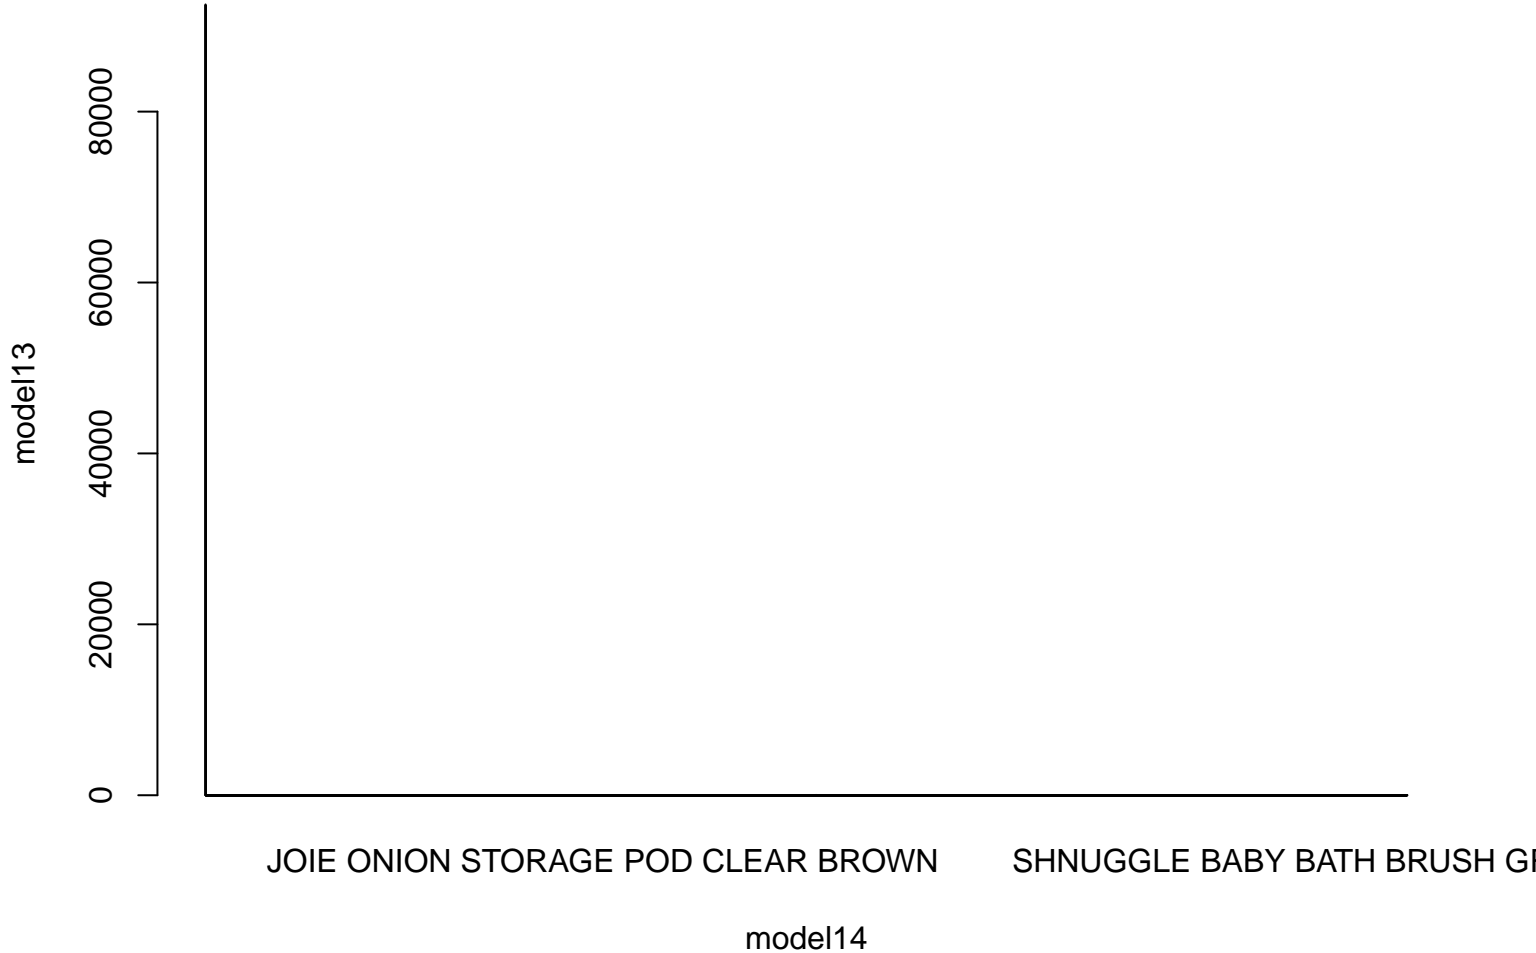 80000
60000
model13
40000
20000
0
JOIE ONION STORAGE POD CLEAR BROWN
SHNUGGLE BABY BATH BRUSH
model14